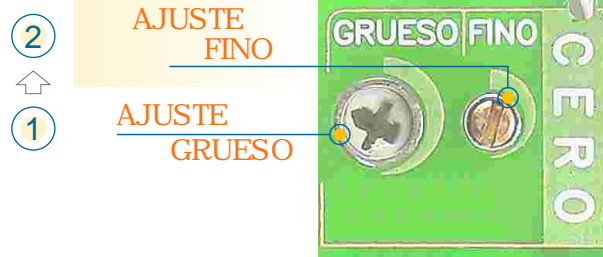 2
AJUSTE
FINO
1
AJUSTE
GRUESO
GRUESO FINO
CERO